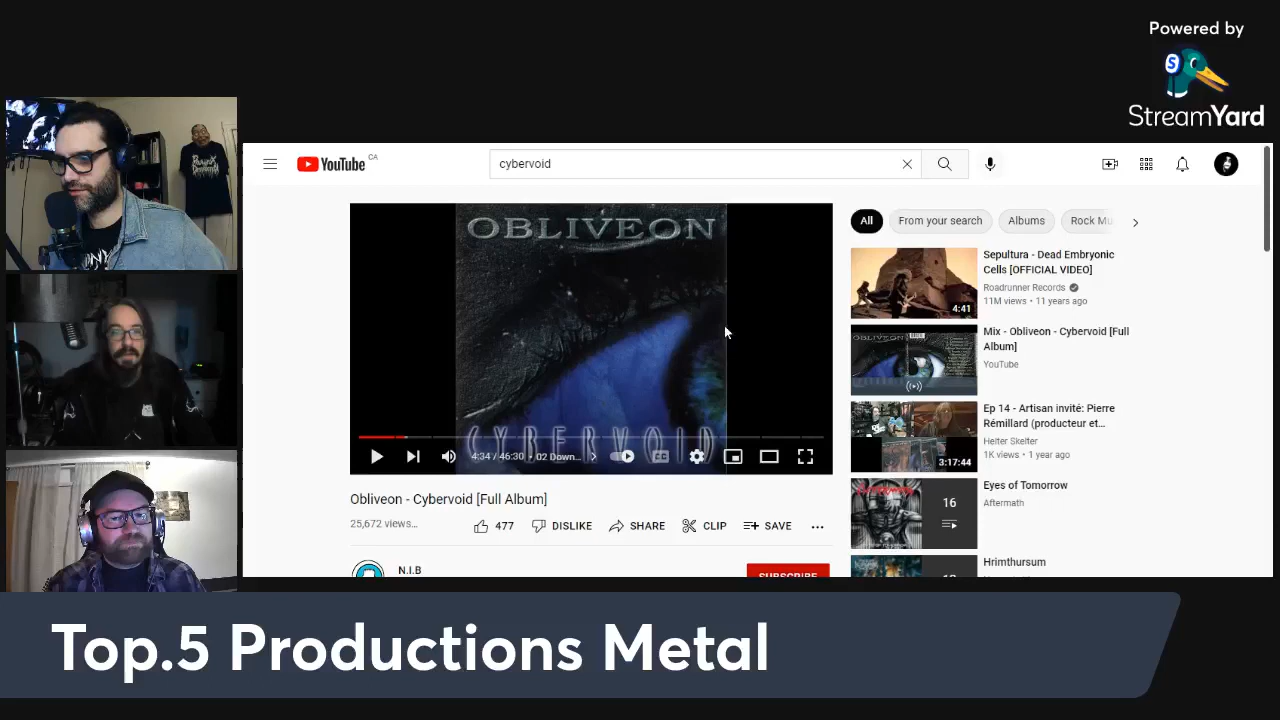 Powered by
StreamYard
YouTube CA
cybervoid
OBLIVEON
CYBERVOID
4:34 / 46:30 • 02 Down...
Obliveon - Cybervoid [Full Album]
25,672 views...
477
DISLIKE
SHARE
CLIP
SAVE
N.I.B
SUBSCRIBE
All
From your search
Albums
Rock Mu
Sepultura - Dead Embryonic
Cells [OFFICIAL VIDEO]
Roadrunner Records
11M views • 11 years ago
4:41
Mix - Obliveon - Cybervoid [Full
Album]
YouTube
Ep 14 - Artisan invité: Pierre
Rémillard (producteur et...
Helter Skelter
1K views • 1 year ago
3:17:44
Eyes of Tomorrow
Aftermath
16
Hrimthursum
Top.5 Productions Metal